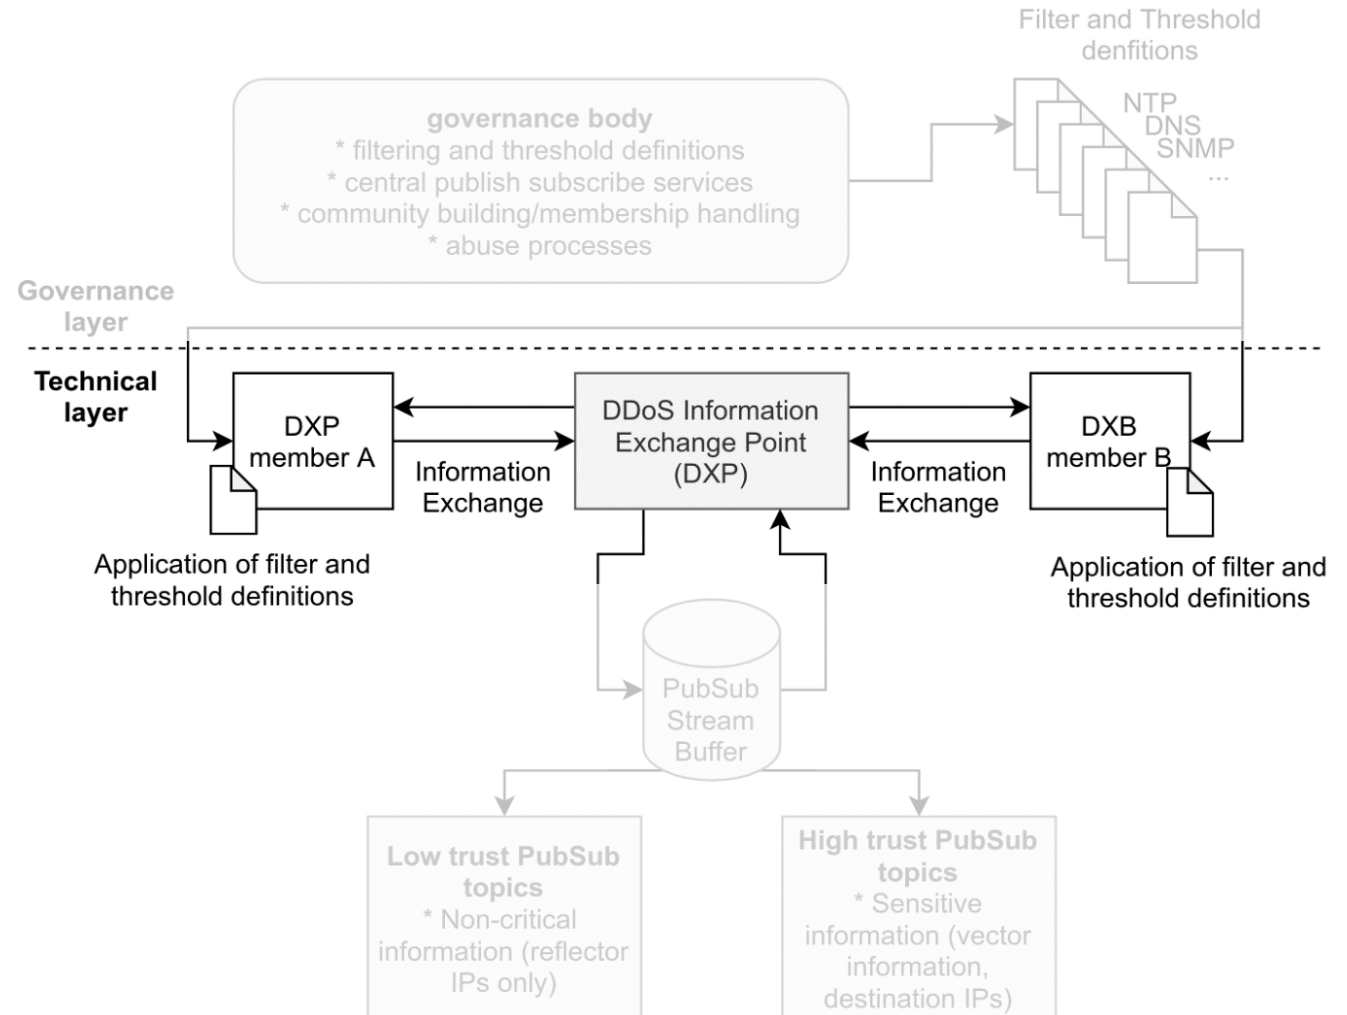 Filter and Threshold
denfitions
NTP
DNS
SNMP
...
governance body
* filtering and threshold definitions
* central publish subscribe services
* community building/membership handling
* abuse processes
Governance
layer
Technical
layer
DXP
member A
Information
Exchange
DDoS Information
Exchange Point
(DXP)
Information
Exchange
DXB
member B
Application of filter and
threshold definitions
Application of filter and
threshold definitions
PubSub
Stream
Buffer
Low trust PubSub
topics
* Non-critical
information (reflector
IPs only)
High trust PubSub
topics
* Sensitive
information (vector
information,
destination IPs)